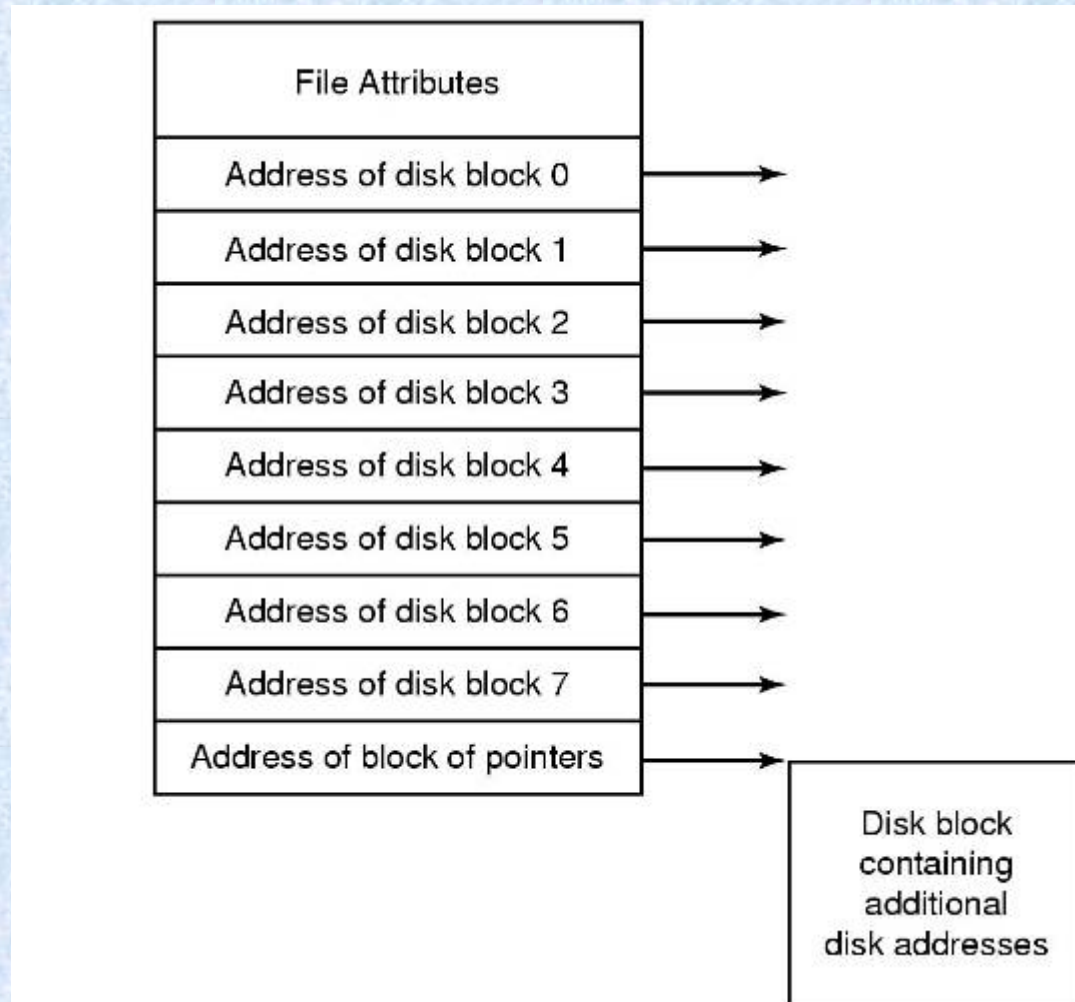 File Attributes
Address of disk block 0
Address of disk block 1
Address of disk block 2
Address of disk block 3
Address of disk block 4
Address of disk block 5
Address of disk block 6
Address of disk block 7
Address of block of pointers
Disk block
containing
additional
disk addresses